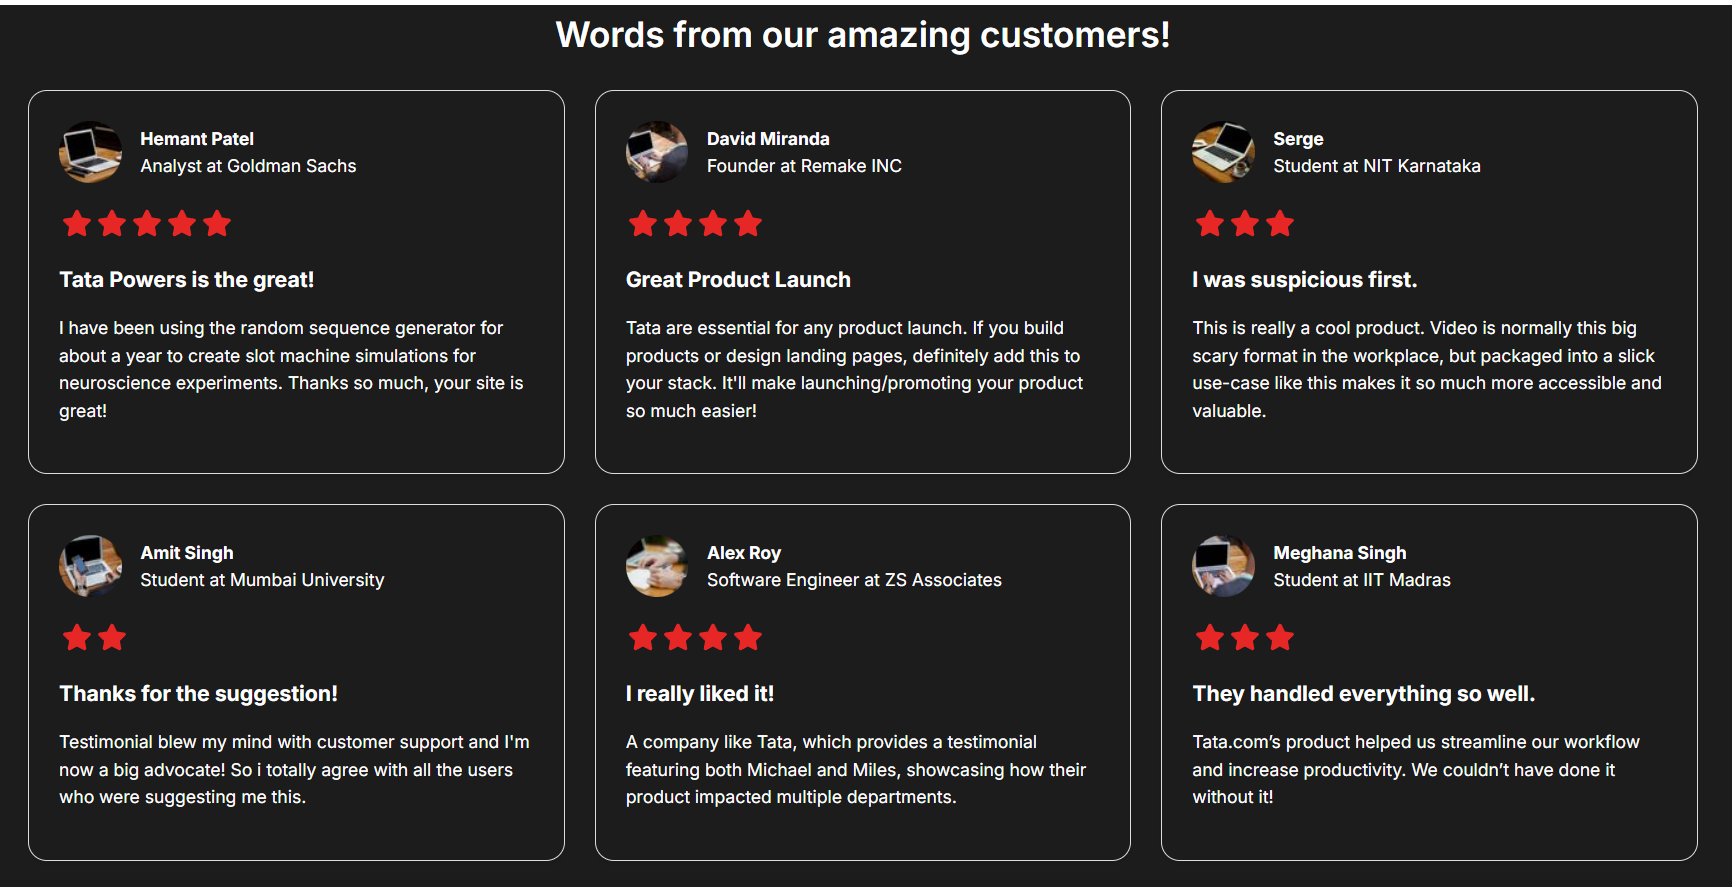 Words from our amazing customers!
Hemant Patel
Analyst at Goldman Sachs
Tata Powers is the great!
I have been using the random sequence generator for
about a year to create slot machine simulations for
neuroscience experiments. Thanks so much, your site is
great!
David Miranda
Founder at Remake INC
Great Product Launch
Tata are essential for any product launch. If you build
products or design landing pages, definitely add this to
your stack. It'll make launching/promoting your product
so much easier!
Serge
Student at NIT Karnataka
I was suspicious first.
This is really a cool product. Video is normally this big
scary format in the workplace, but packaged into a slick
use-case like this makes it so much more accessible and
valuable.
Amit Singh
Student at Mumbai University
Thanks for the suggestion!
Testimonial blew my mind with customer support and I'm
now a big advocate! So i totally agree with all the users
who were suggesting me this.
Alex Roy
Software Engineer at ZS Associates
I really liked it!
A company like Tata, which provides a testimonial
featuring both Michael and Miles, showcasing how their
product impacted multiple departments.
Meghana Singh
Student at IIT Madras
They handled everything so well.
Tata.com’s product helped us streamline our workflow
and increase productivity. We couldn’t have done it
without it!